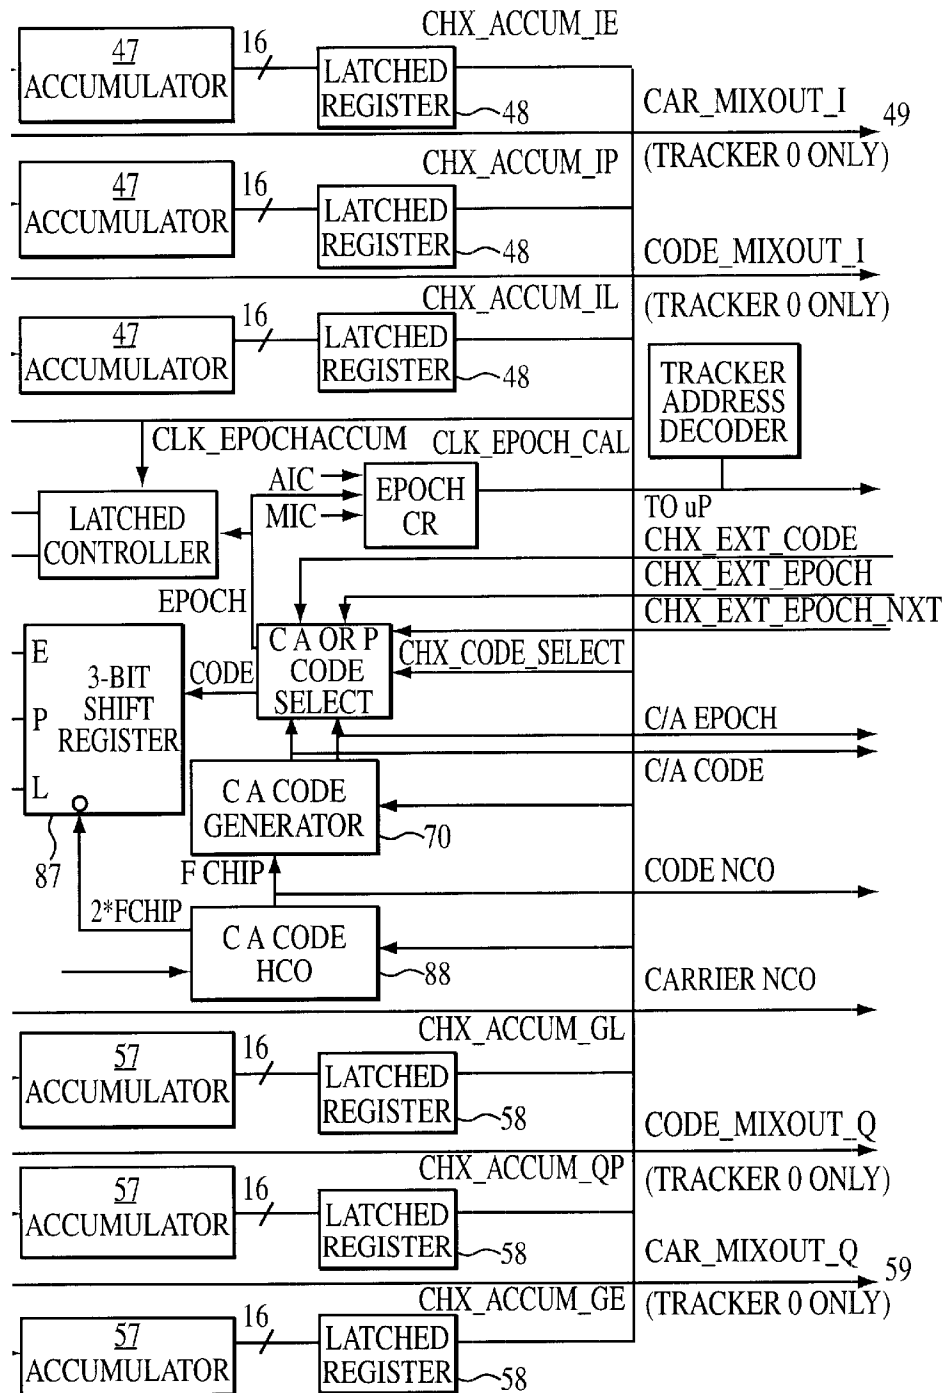 CHX_ACCUM_IE
47
ACCUMULATOR
16
LATCHED
REGISTER
48
CAR_MIXOUT_I
49
(TRACKER 0 ONLY)
CHX_ACCUM_IP
47
ACCUMULATOR
16
LATCHED
REGISTER
48
CODE_MIXOUT_I
(TRACKER 0 ONLY)
CHX_ACCUM_IL
47
ACCUMULATOR
16
LATCHED
REGISTER
48
TRACKER
ADDRESS
DECODER
CLK_EPOCHACCUM
CLK_EPOCH_CAL
AIC
MIC
EPOCH
CR
LATCHED
CONTROLLER
TO uP
CHX_EXT_CODE
CHX_EXT_EPOCH
CHX_EXT_EPOCH_NXT
EPOCH
C A OR P
CODE
SELECT
CHX_CODE_SELECT
CODE
E
P
L
3-BIT
SHIFT
REGISTER
87
C/A EPOCH
C/A CODE
C A CODE
GENERATOR
70
F CHIP
CODE NCO
2*FCHIP
C A CODE
HCO
88
CARRIER NCO
CHX_ACCUM_GL
57
ACCUMULATOR
16
LATCHED
REGISTER
58
CODE_MIXOUT_Q
(TRACKER 0 ONLY)
CHX_ACCUM_QP
57
ACCUMULATOR
16
LATCHED
REGISTER
58
CAR_MIXOUT_Q
59
(TRACKER 0 ONLY)
CHX_ACCUM_GE
57
ACCUMULATOR
16
LATCHED
REGISTER
58